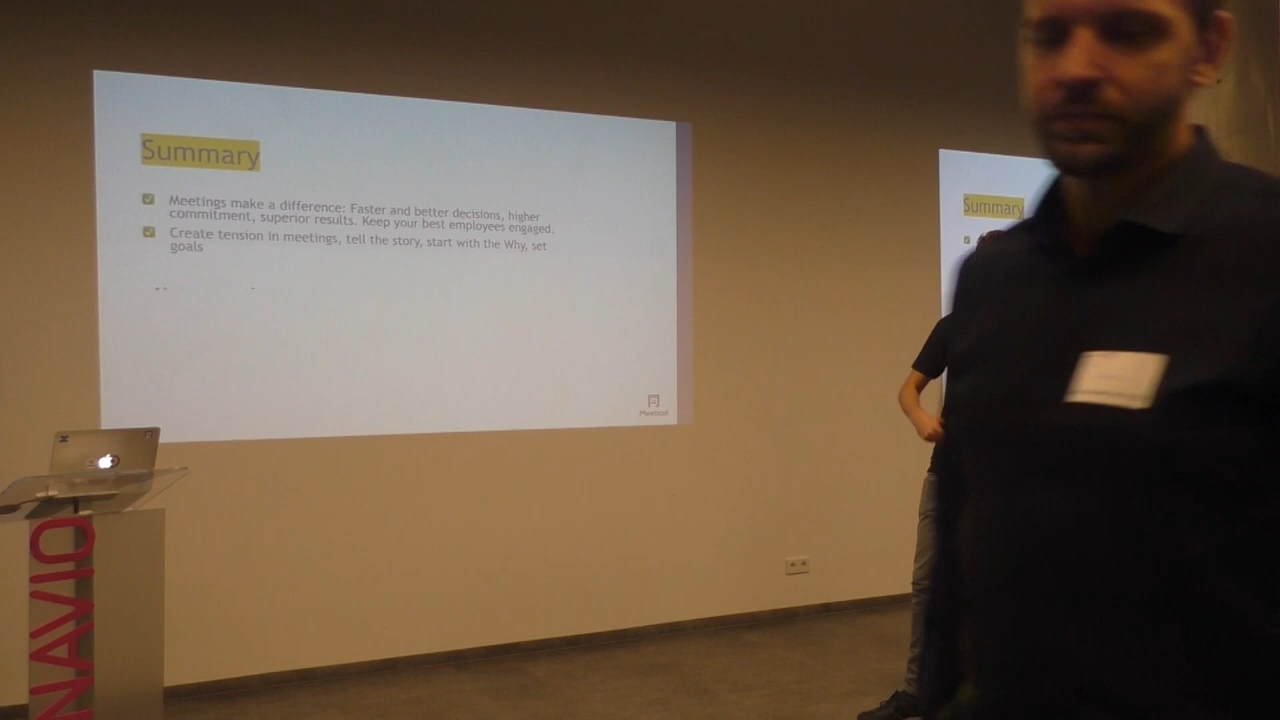 Summary
Meetings make a difference: Faster and better decisions, higher
commitment, superior results. Keep your best employees engaged.
Create tension in meetings, tell the story, start with the Why, set
goals
Summary
NAVIO